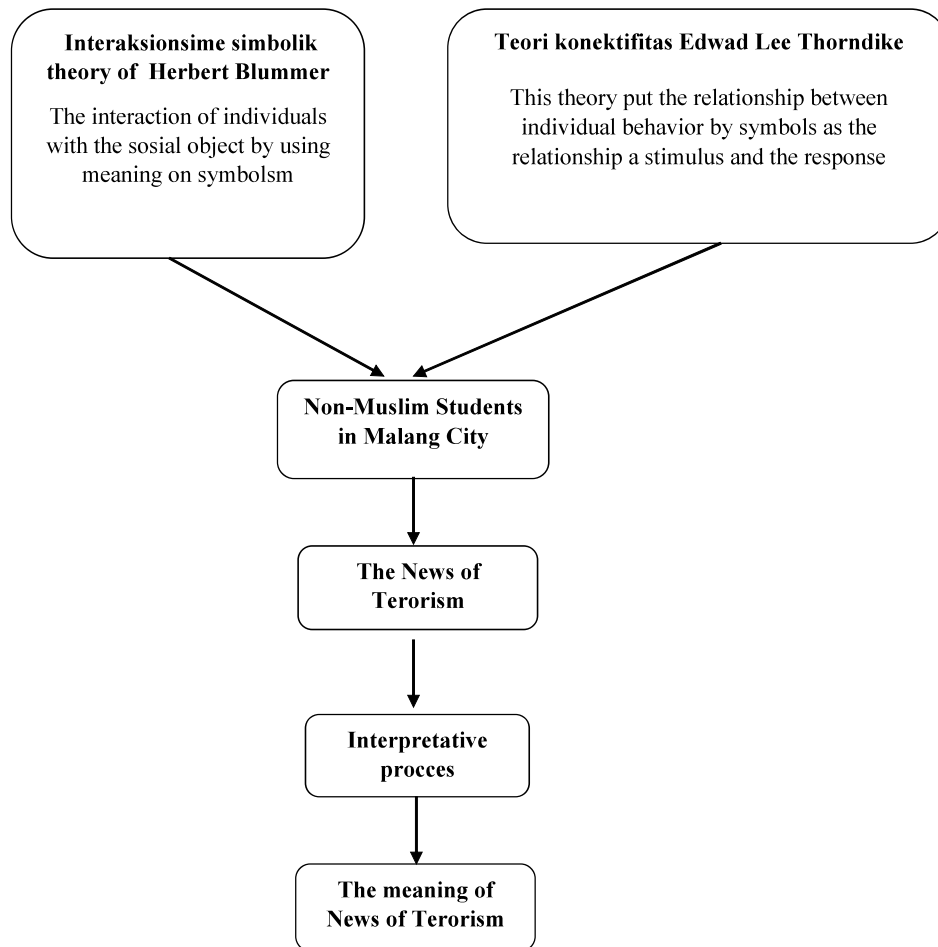 Interaksionsime simbolik
theory of Herbert Blummer
The interaction of individuals
with the sosial object by using
meaning on symbolsm
Teori konektifitas Edwad Lee Thorndike
This theory put the relationship between
individual behavior by symbols as the
relationship a stimulus and the response
Non-Muslim Students
in Malang City
The News of
Terorism
Interpretative
procces
The meaning of
News of Terrorism